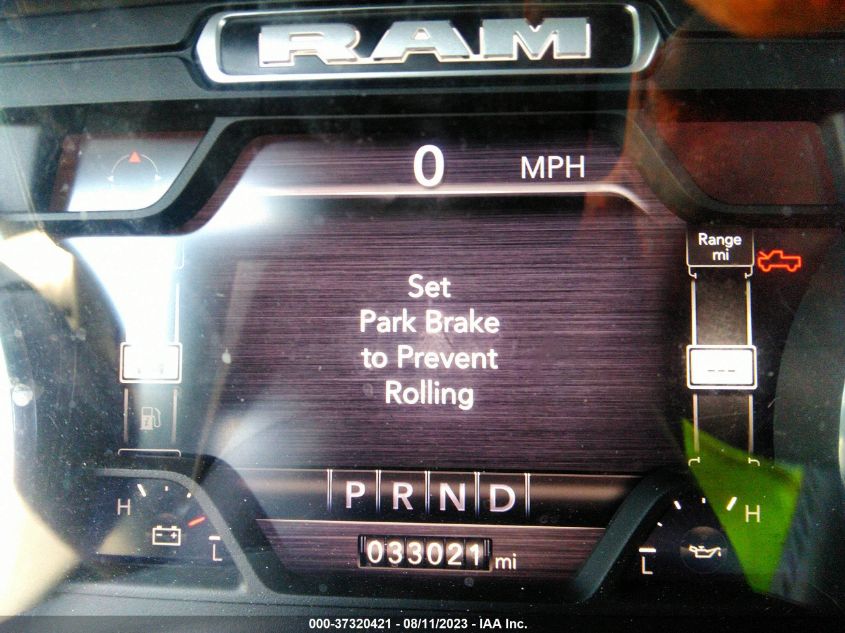 RAM
0 MPH
Range
mi
Set
Park Brake
to Prevent
Rolling
---
P R N D
H
L
H
L
033021 mi
000-37320421 - 08/11/2023 - IAA Inc.